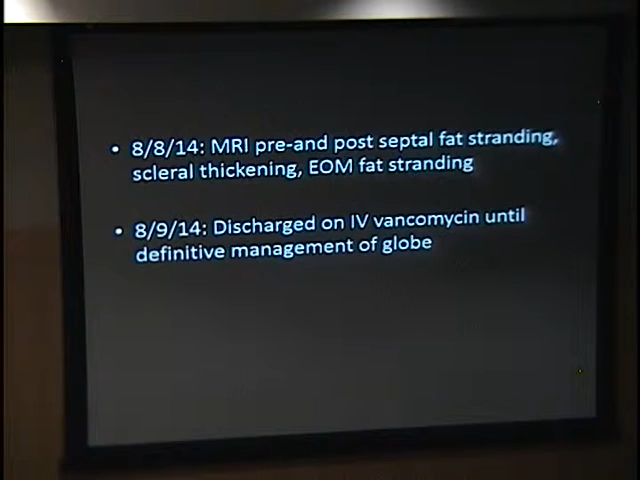 • 8/8/14: MRI pre-and post septal fat stranding,
scleral thickening, EOM fat stranding
• 8/9/14: Discharged on IV vancomycin until
definitive management of globe